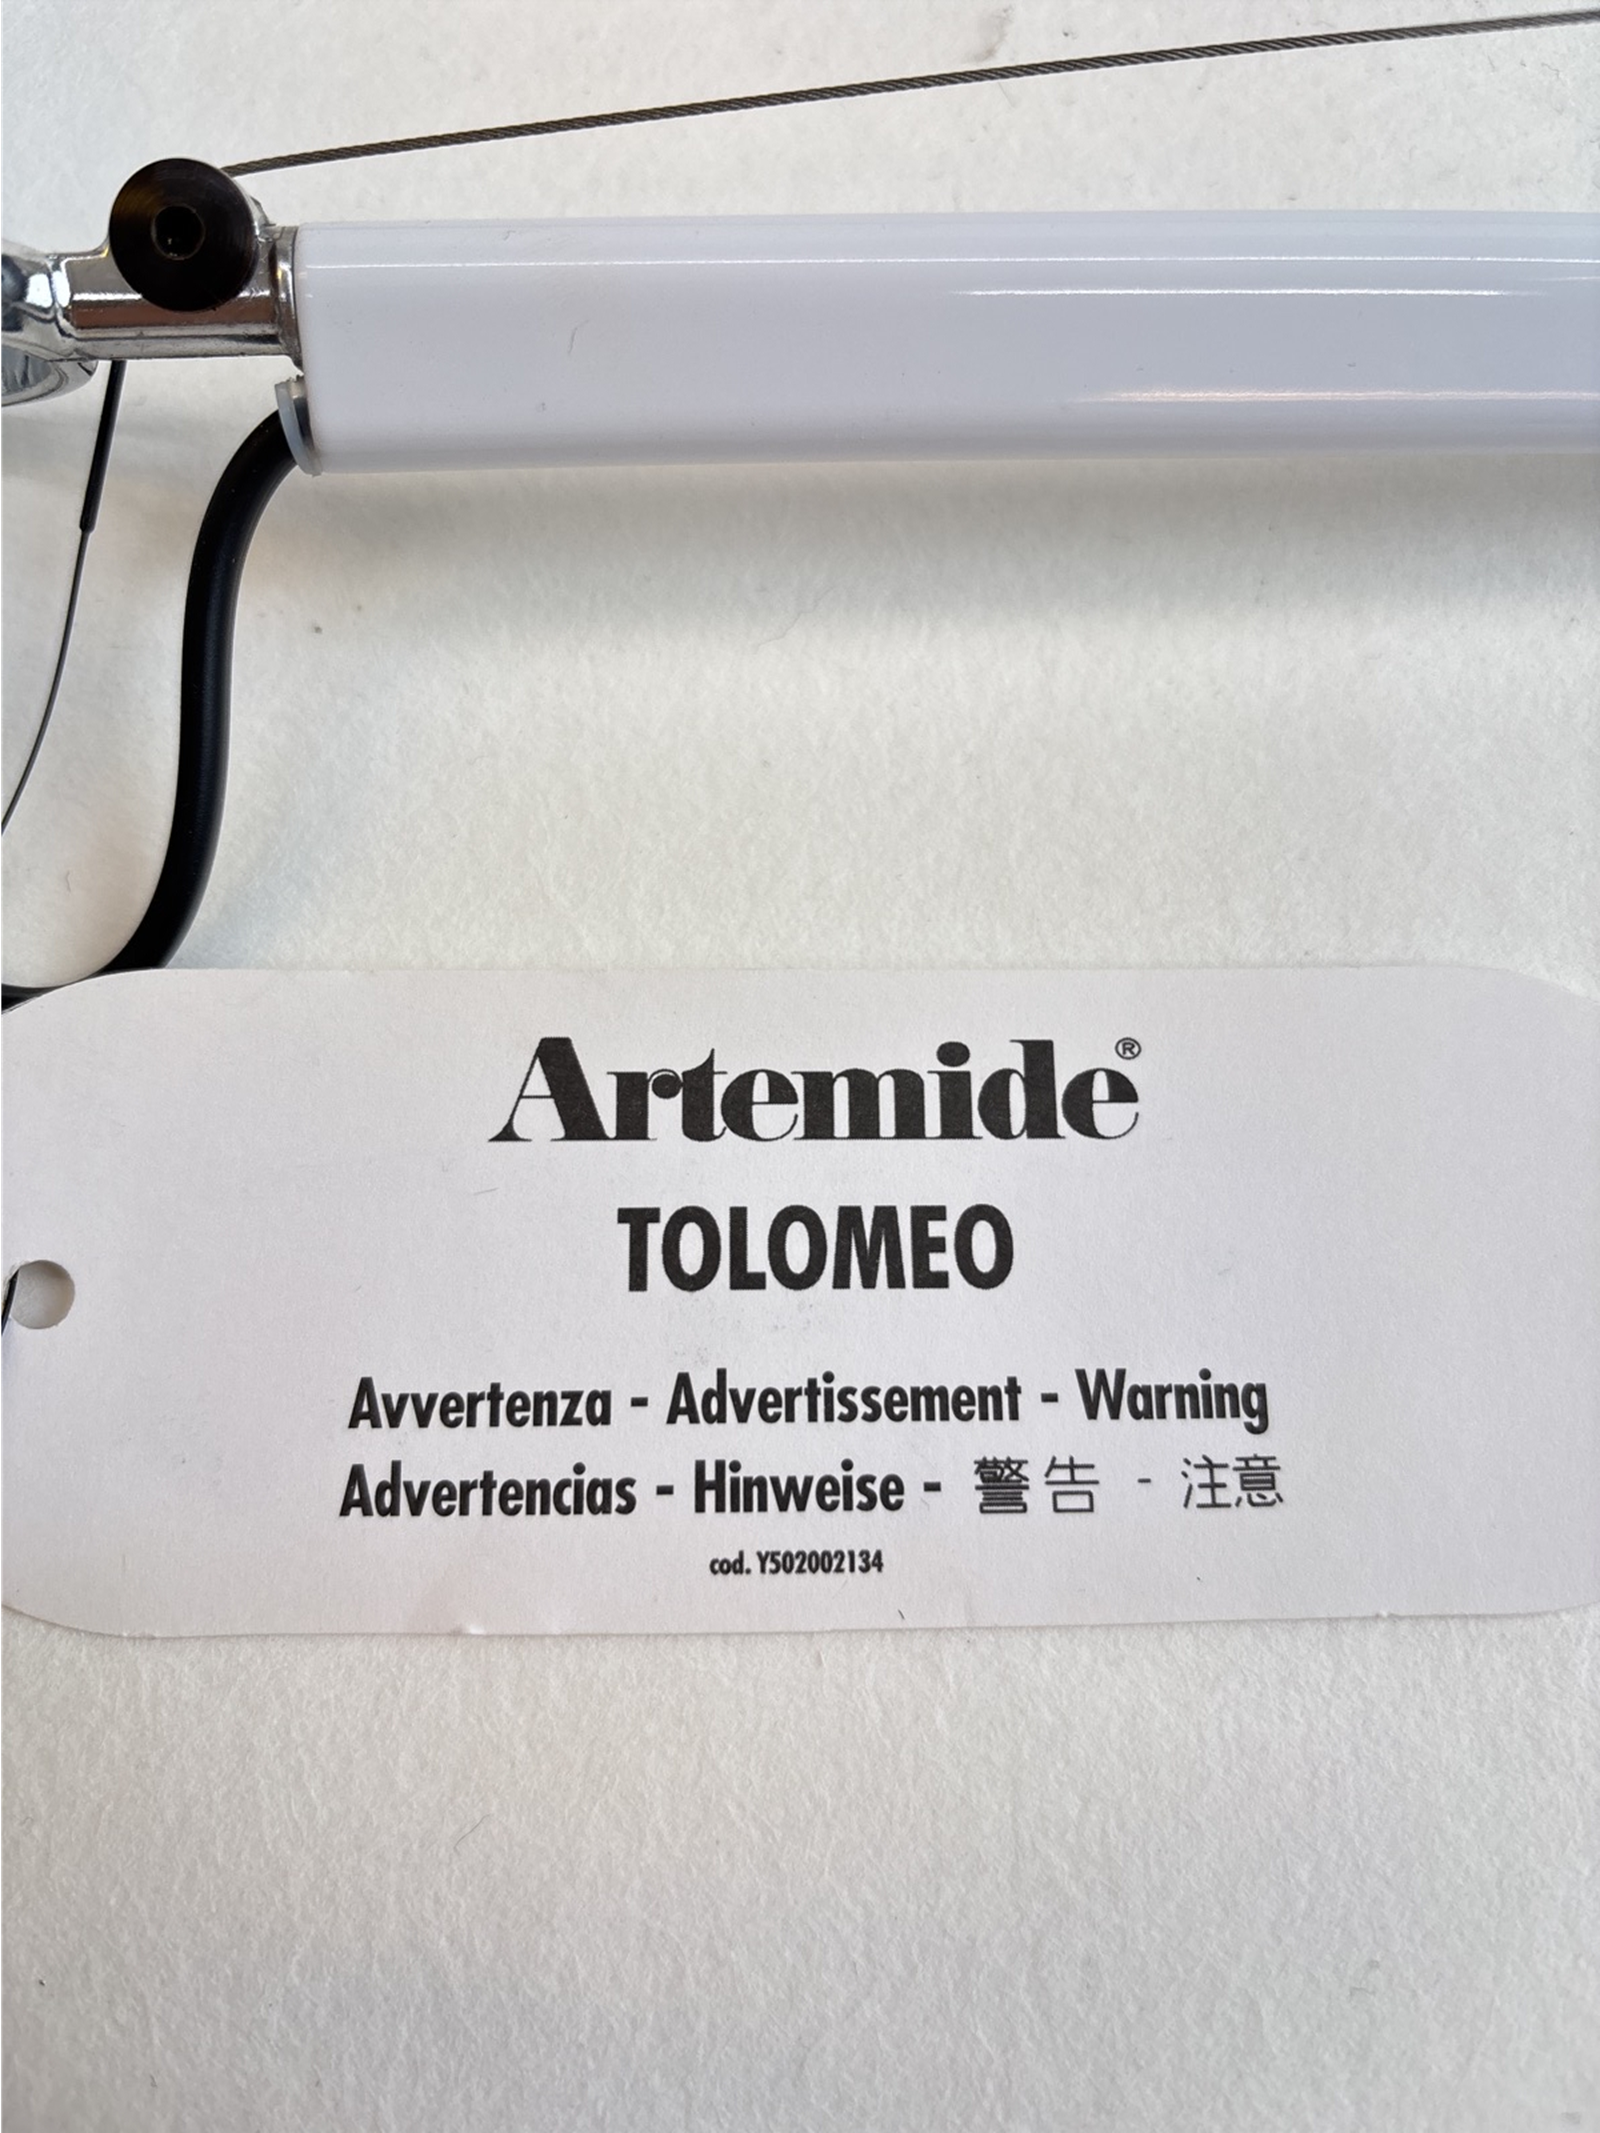 Artemide®
TOLOMEO
Avvertenza - Advertissement - Warning
Advertencias - Hinweise - 警告 - 注意
cod. Y502002134